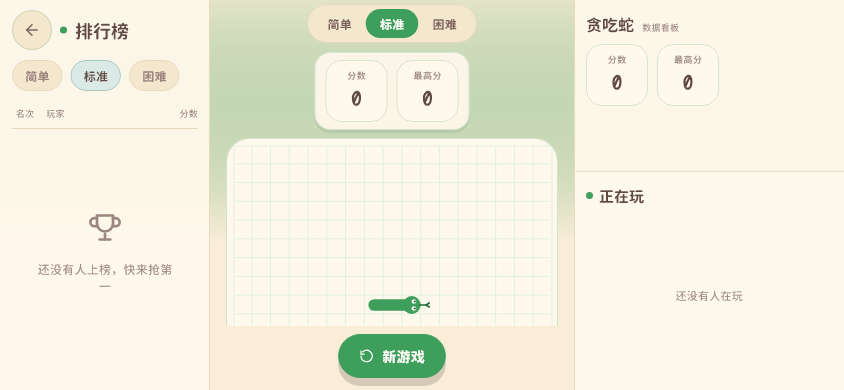 排行榜
简单 标准 困难
名次 玩家 分数
还没有人上榜，快来抢第
一
简单 标准 困难
分数 最高分
0 0
新游戏
贪吃蛇 数据看板
分数 最高分
0 0
正在玩
还没有人在玩